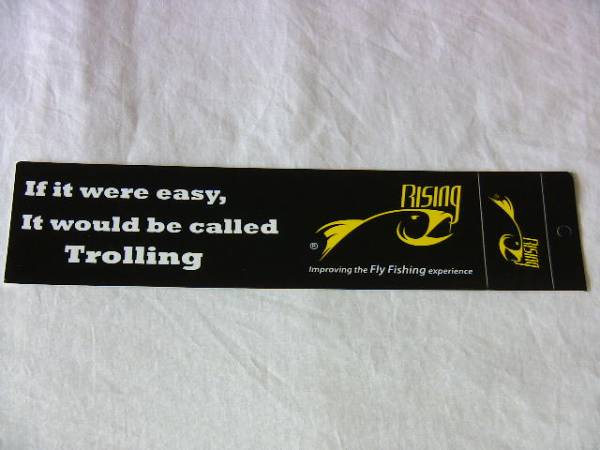 If it were easy,
It would be called
Trolling
RISING
®
Improving the Fly Fishing experience
RISING